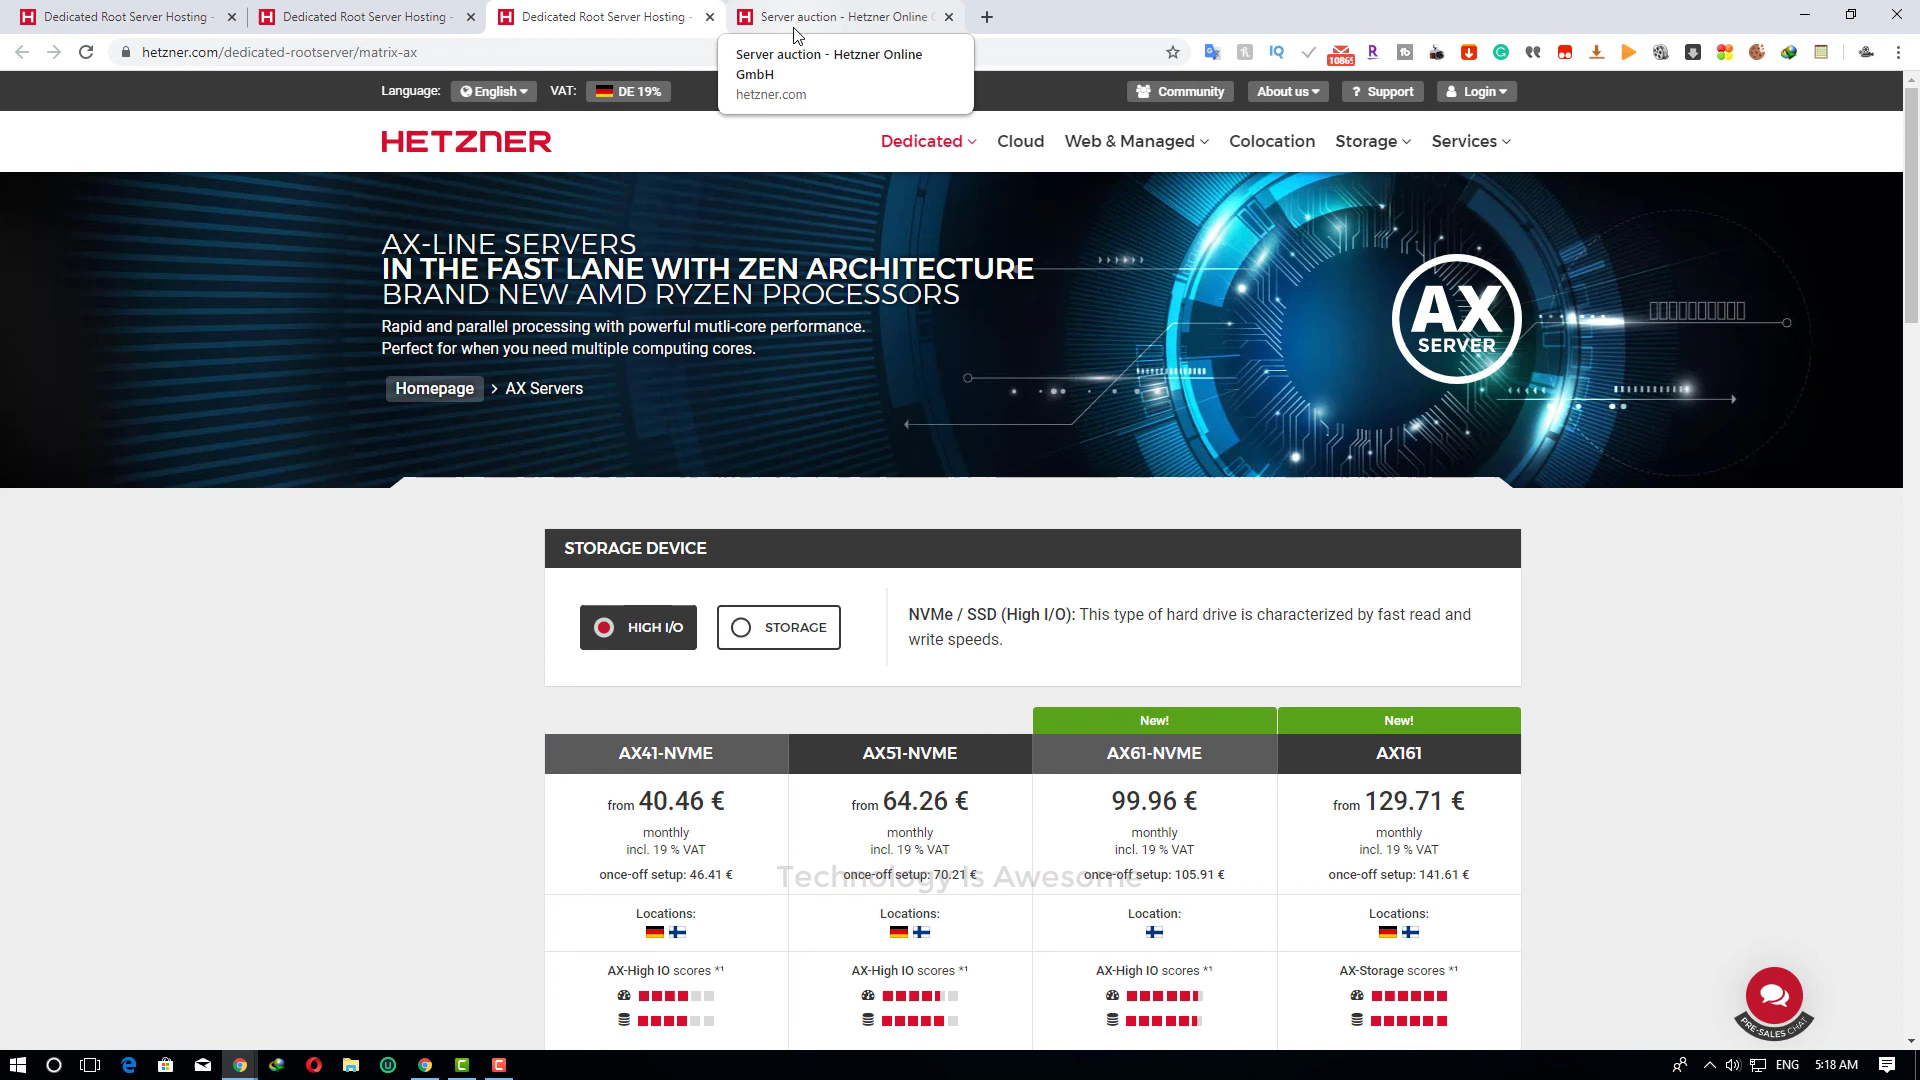 Dedicated Root Server Hosting -
Dedicated Root Server Hosting -
Dedicated Root Server Hosting -
Server auction - Hetzner Online
hetzner.com/dedicated-rootserver/matrix-ax
10865
Server auction - Hetzner Online
GmbH
hetzner.com
Language:
English
VAT:
DE 19%
Community
About us
? Support
Login
HETZNER
Dedicated
Cloud
Web & Managed
Colocation
Storage
Services
AX-LINE SERVERS
IN THE FAST LANE WITH ZEN ARCHITECTURE
BRAND NEW AMD RYZEN PROCESSORS
Rapid and parallel processing with powerful mutli-core performance.
Perfect for when you need multiple computing cores.
Homepage > AX Servers
AX
SERVER
STORAGE DEVICE
HIGH I/O
STORAGE
NVMe / SSD (High I/O): This type of hard drive is characterized by fast read and
write speeds.
New!
New!
AX41-NVME
AX51-NVME
AX61-NVME
AX161
from 40.46 €
from 64.26 €
99.96 €
from 129.71 €
monthly
monthly
monthly
monthly
incl. 19 % VAT
incl. 19 % VAT
incl. 19 % VAT
incl. 19 % VAT
once-off setup: 46.41 €
once-off setup: 70.21 €
once-off setup: 105.91 €
once-off setup: 141.61 €
Technology Is Awesome
Locations:
Locations:
Location:
Locations:
AX-High IO scores *¹
AX-High IO scores *¹
AX-High IO scores *¹
AX-Storage scores *¹
PRE-SALES CHAT
ENG
5:18 AM